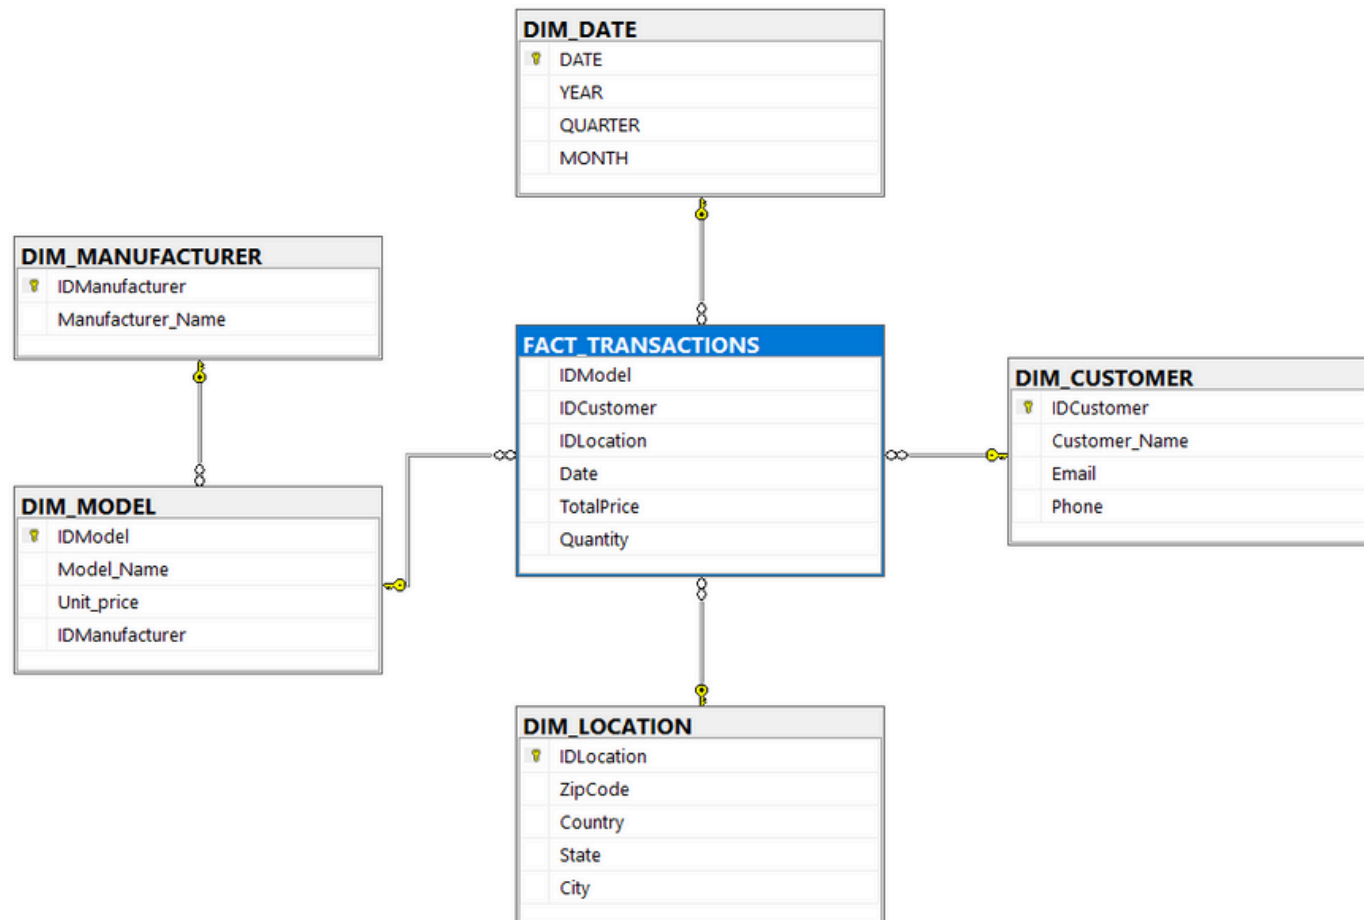 DIM_DATE
DATE
YEAR
QUARTER
MONTH
DIM_MANUFACTURER
IDManufacturer
Manufacturer_Name
FACT_TRANSACTIONS
IDModel
IDCustomer
IDLocation
Date
TotalPrice
Quantity
DIM_CUSTOMER
IDCustomer
Customer_Name
Email
Phone
DIM_MODEL
IDModel
Model_Name
Unit_price
IDManufacturer
DIM_LOCATION
IDLocation
ZipCode
Country
State
City